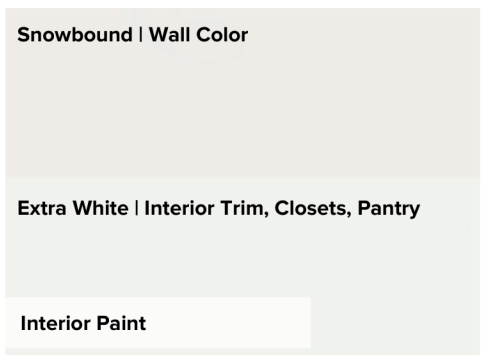 Snowbound | Wall Color
Extra White | Interior Trim, Closets, Pantry
Interior Paint